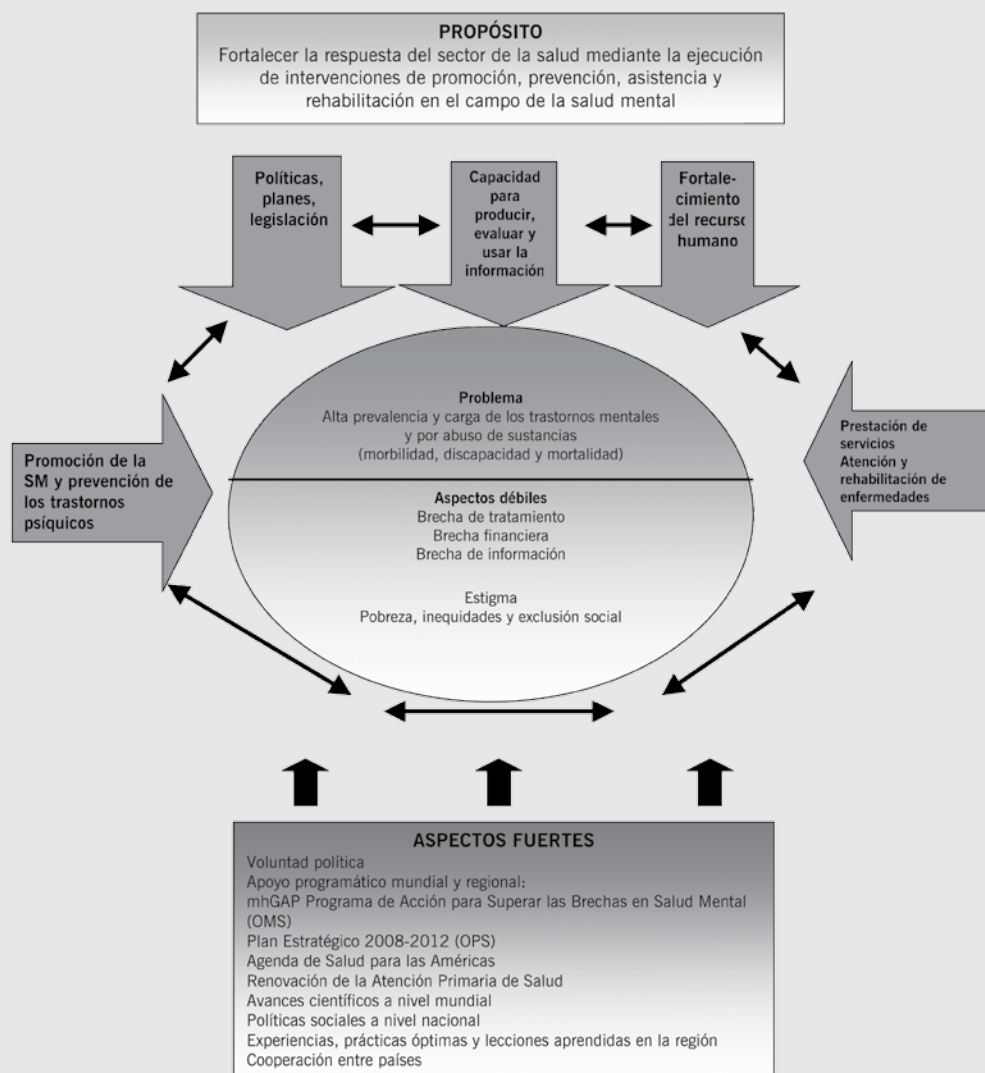 PROPÓSITO
Fortalecer la respuesta del sector de la salud mediante la ejecución
de intervenciones de promoción, prevención, asistencia y
rehabilitación en el campo de la salud mental
Políticas,
planes,
legislación
Capacidad
para
producir,
evaluar y
usar la
información
Fortale-
cimiento
del recurso
humano
Problema
Alta prevalencia y carga de los trastornos mentales
y por abuso de sustancias
(morbilidad, discapacidad y mortalidad)
Promoción de la
SM y prevención de
los trastornos
psíquicos
Prestación de
servicios
Atención y
rehabilitación de
enfermedades
Aspectos débiles
Brecha de tratamiento
Brecha financiera
Brecha de información
Estigma
Pobreza, inequidades y exclusión social
ASPECTOS FUERTES
Voluntad política
Apoyo programático mundial y regional:
mhGAP Programa de Acción para Superar las Brechas en Salud Mental
(OMS)
Plan Estratégico 2008-2012 (OPS)
Agenda de Salud para las Américas
Renovación de la Atención Primaria de Salud
Avances científicos a nivel mundial
Políticas sociales a nivel nacional
Experiencias, prácticas óptimas y lecciones aprendidas en la región
Cooperación entre países